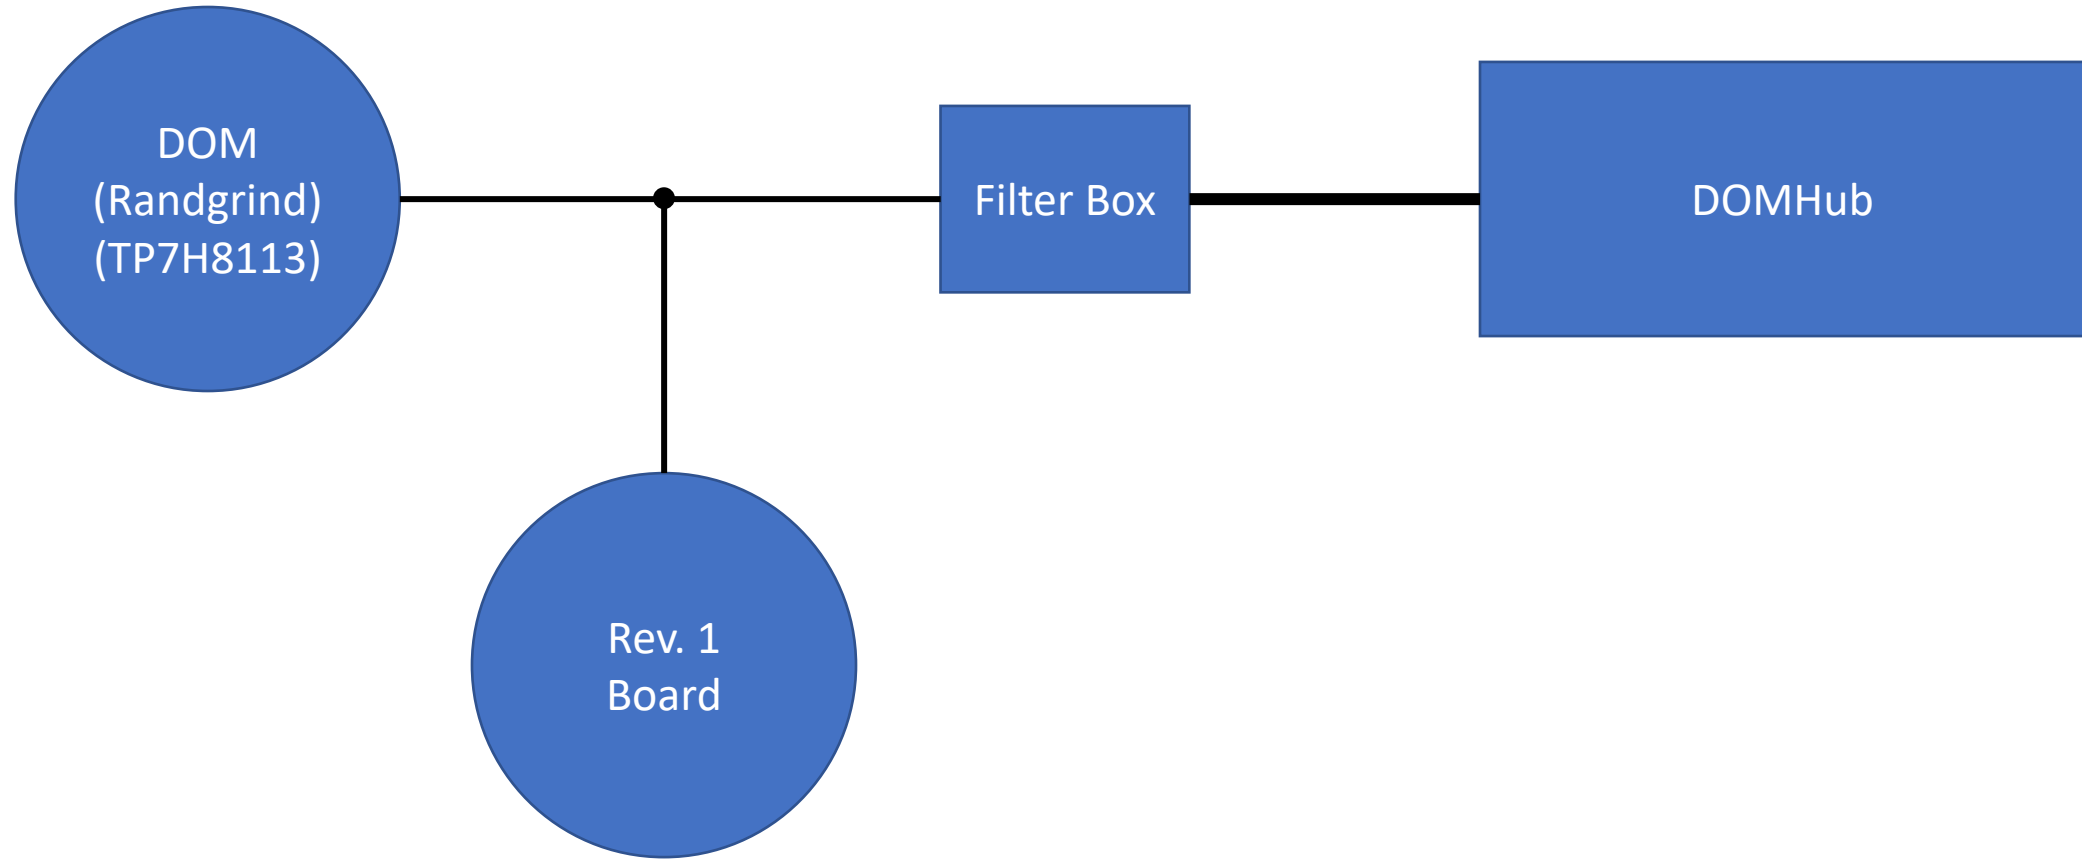 DOM
(Randgrind)
(TP7H8113)
Filter Box
DOMHub
Rev. 1
Board